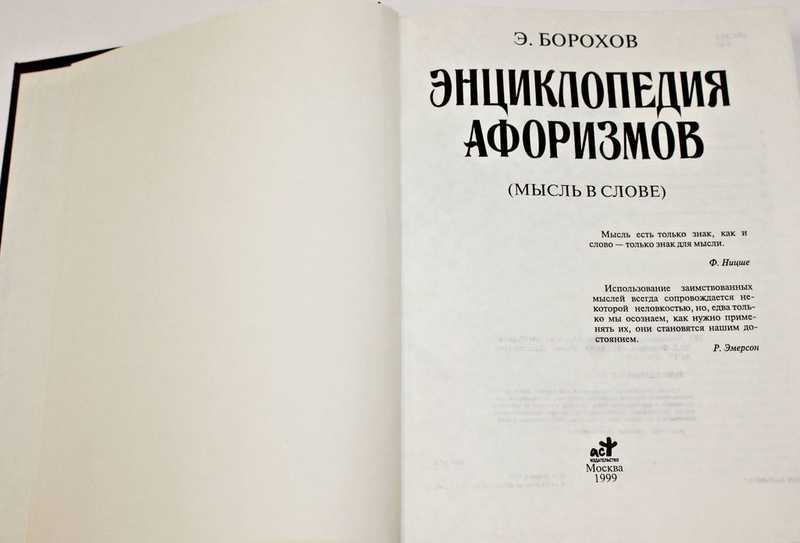 Э. БОРОХОВ
ЭНЦИКЛОПЕДИЯ
АФОРИЗМОВ
(МЫСЛЬ В СЛОВЕ)
Мысль есть только знак, как и
слово — только знак для мысли.
Ф. Ницше
Использование заимствованных
мыслей всегда сопровождается не-
которой неловкостью, но, едва толь-
ко мы осознаем, как нужно приме-
нять их, они становятся нашим до-
стоянием.
Р. Эмерсон
аст
ИЗДАТЕЛЬСТВО
Москва
1999